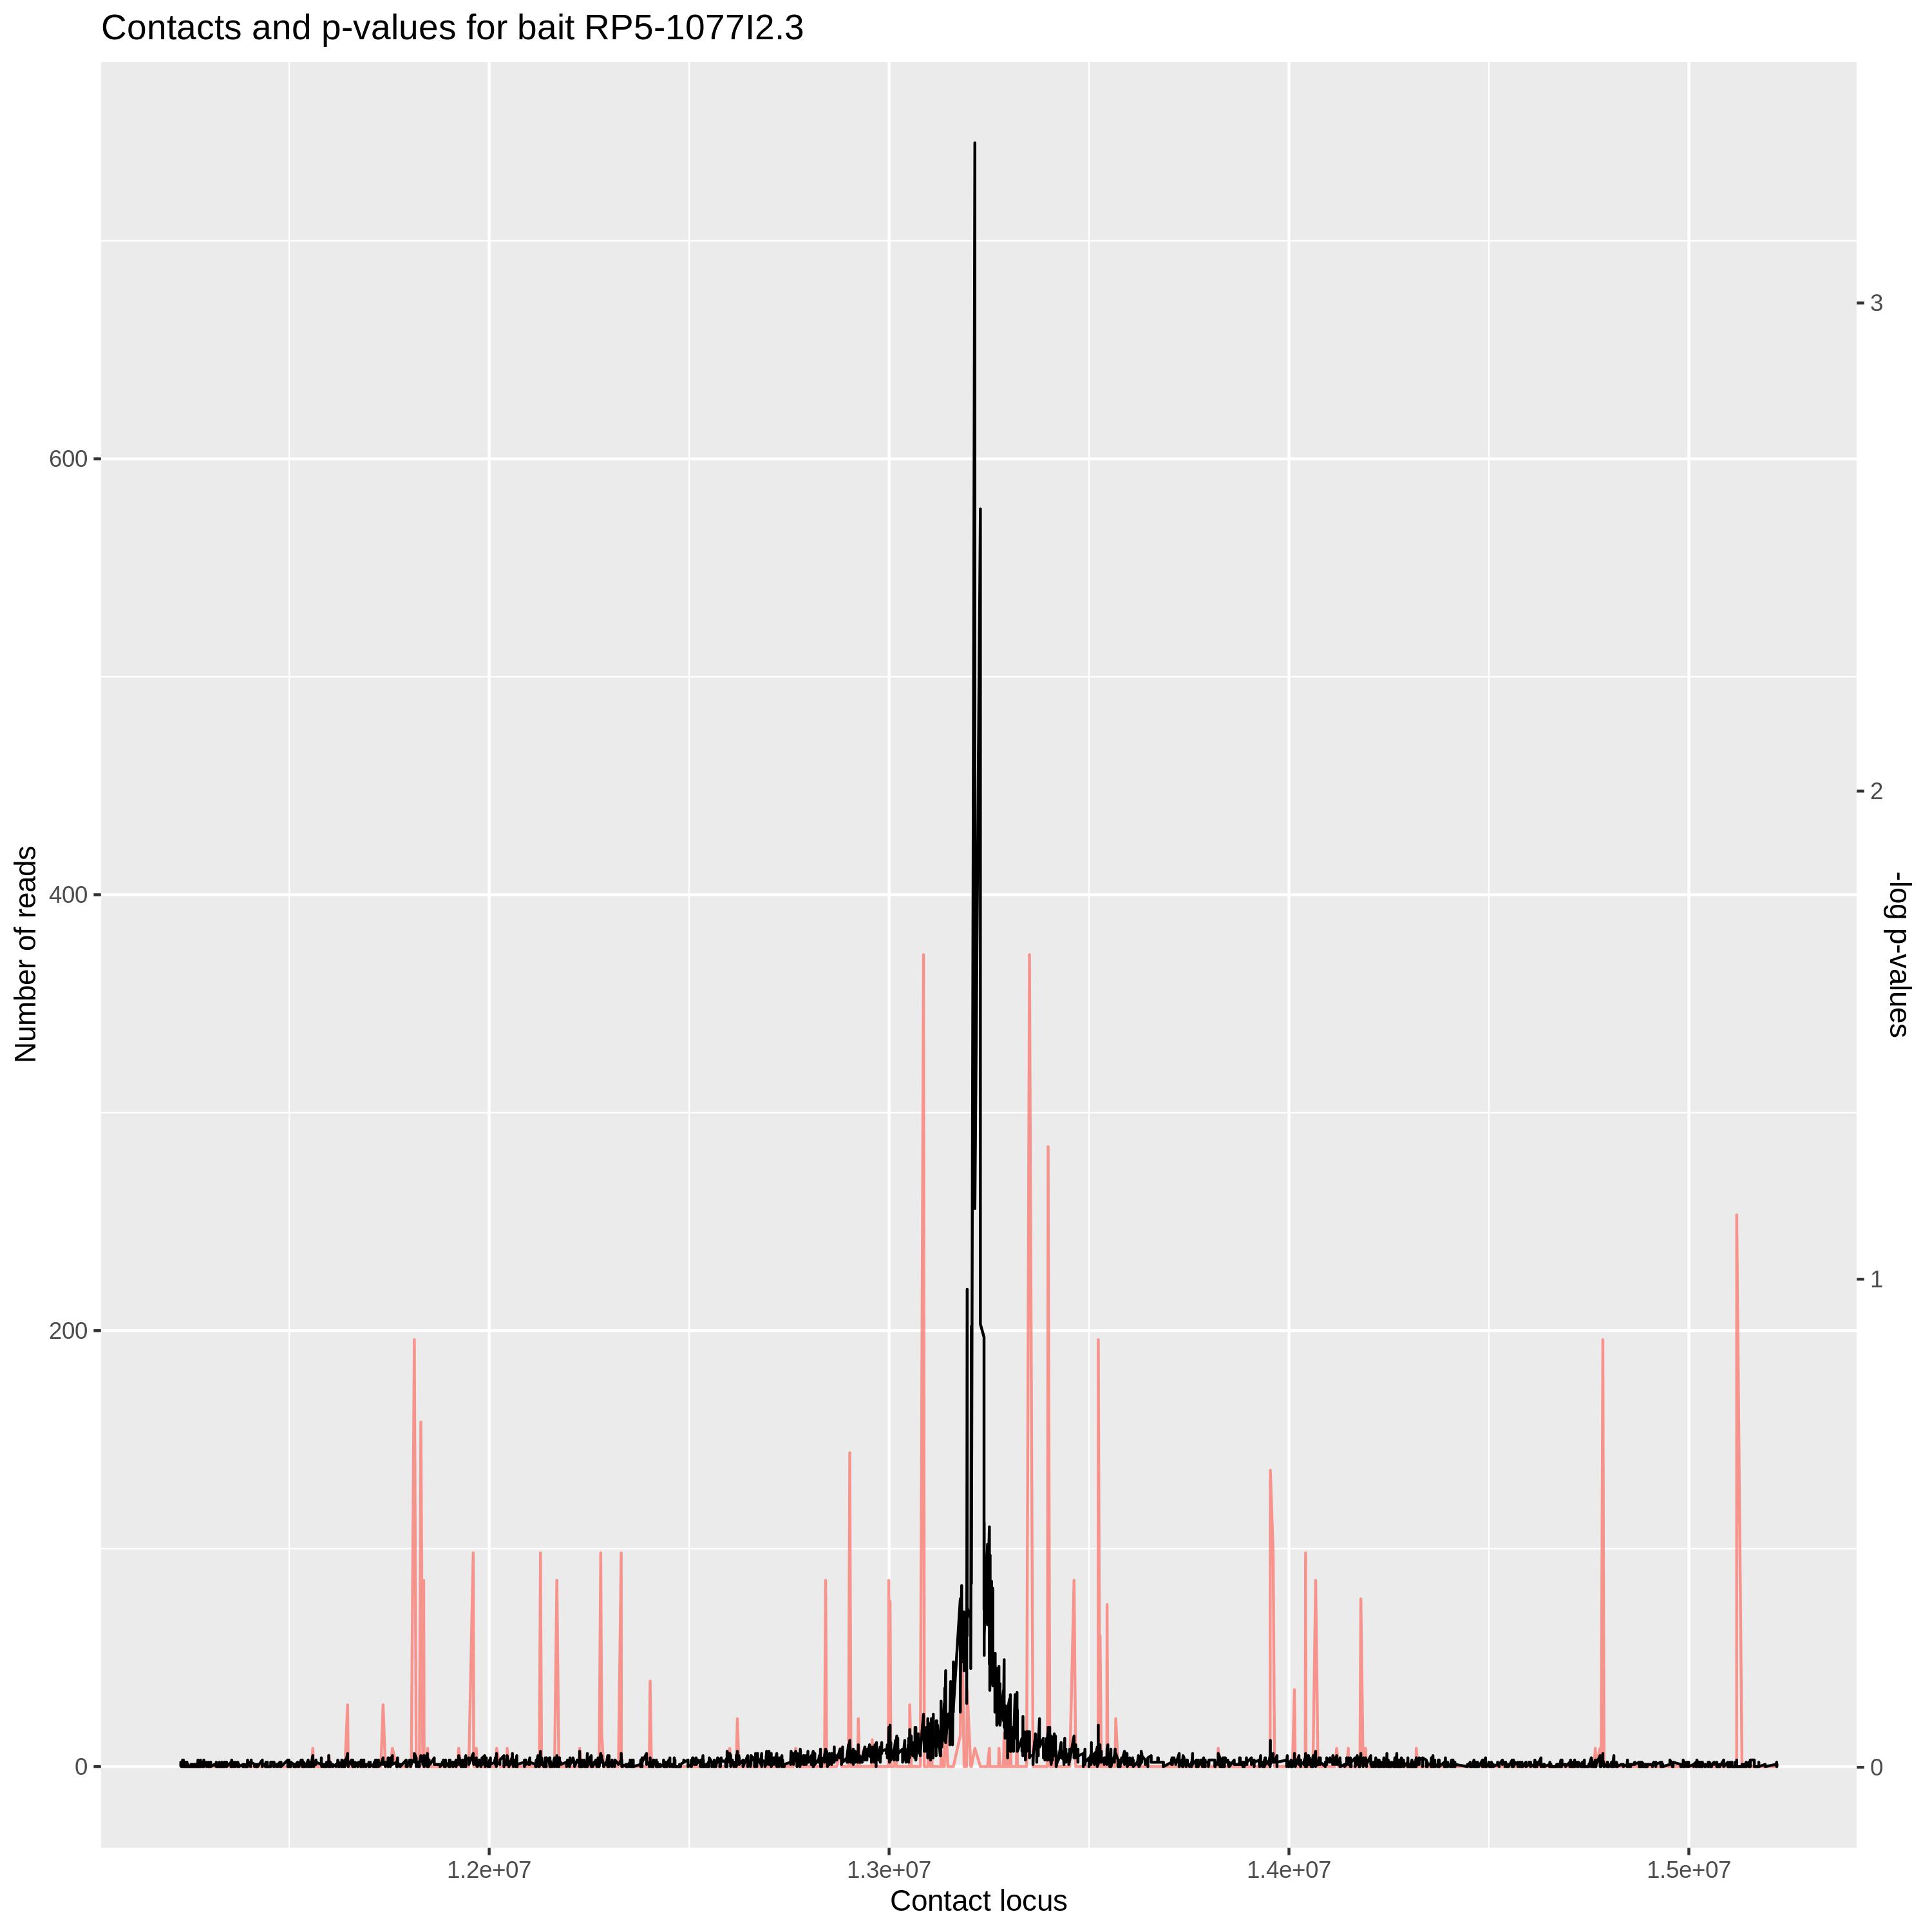 Contacts and p-values for bait RP5-1077I2.3
Number of reads
600
400
200
0
3
2
1
0
-log p-values
1.2e+07
1.3e+07
1.4e+07
1.5e+07
Contact locus